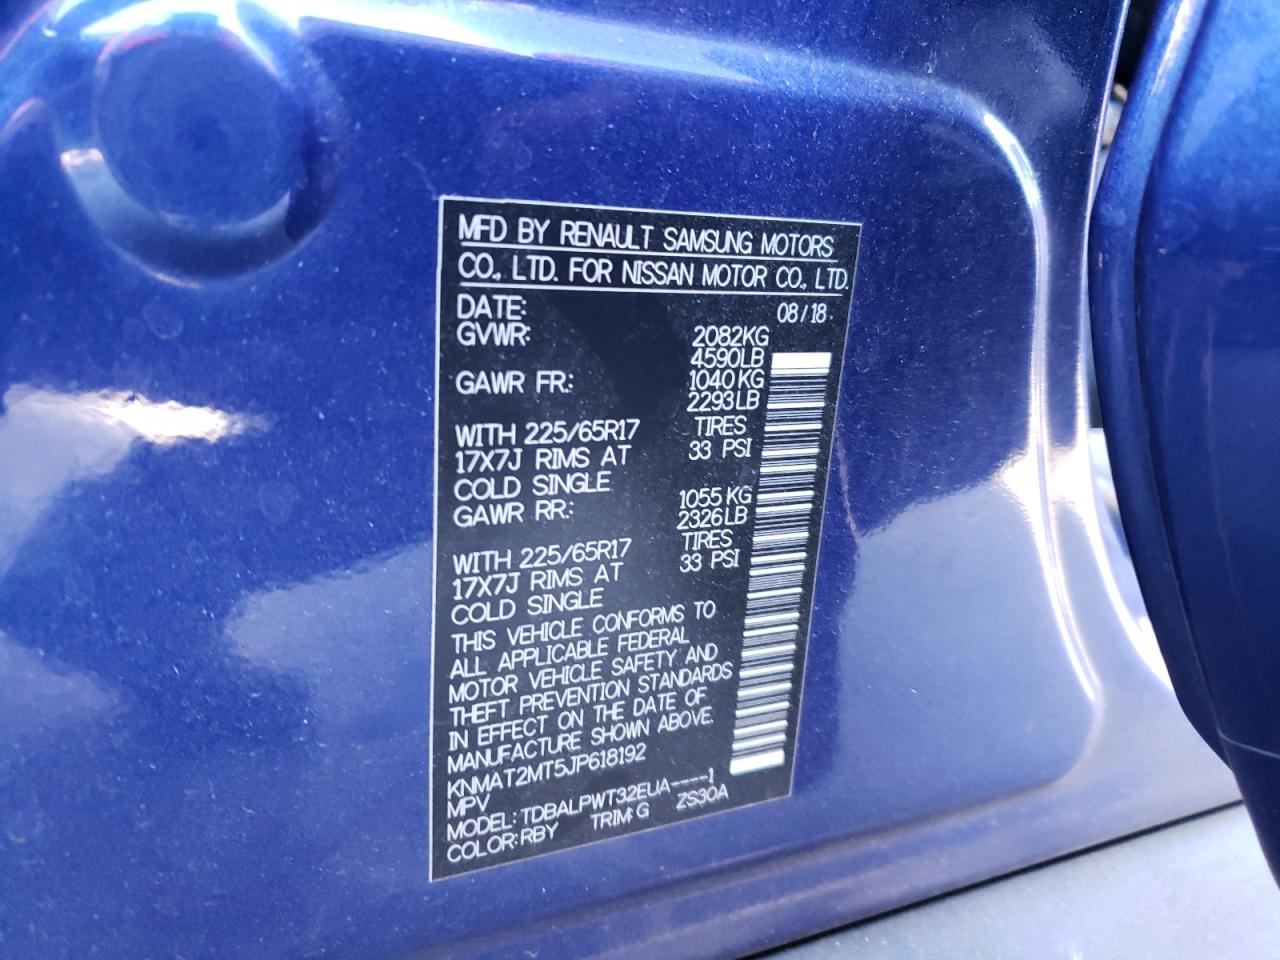 MFD BY RENAULT SAMSUNG MOTORS
CO., LTD. FOR NISSAN MOTOR CO., LTD.
DATE: 08/18
GVWR: 2082KG
4590LB
GAWR FR: 1040KG
2293LB
WITH 225/65R17 TIRES
17X7J RIMS AT 33 PSI
COLD SINGLE
GAWR RR: 1055KG
2326LB
WITH 225/65R17 TIRES
17X7J RIMS AT 33 PSI
COLD SINGLE
THIS VEHICLE CONFORMS TO
ALL APPLICABLE FEDERAL
MOTOR VEHICLE SAFETY AND
THEFT PREVENTION STANDARDS
IN EFFECT ON THE DATE OF
MANUFACTURE SHOWN ABOVE.
KNMAT2MT5JP618192
MPV
MODEL: TDBALPWT32EUA----1
COLOR:RBY TRIM:G ZS30A